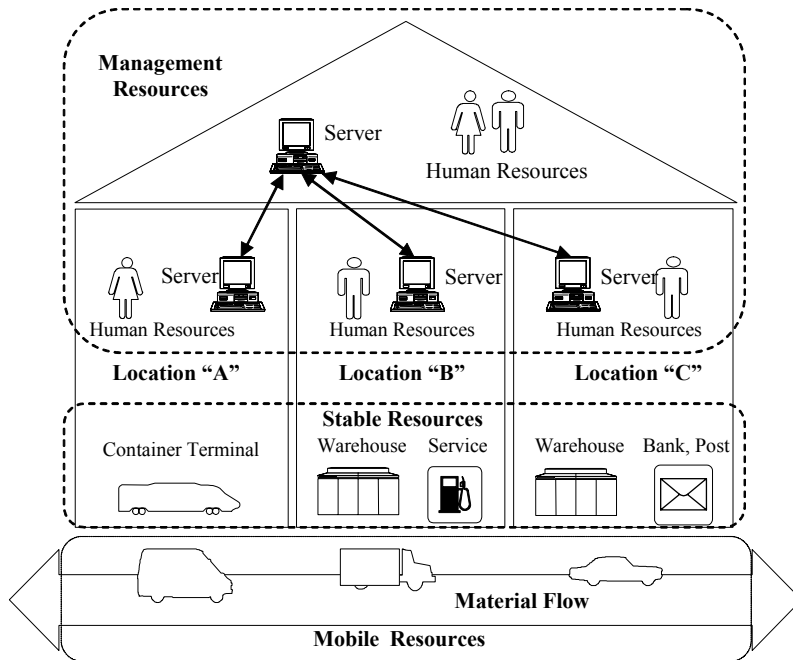 Management
Resources
Server
Human Resources
Server
Server
Server
Human Resources
Human Resources
Human Resources
Location “A”
Location “B”
Location “C”
Stable Resources
Container Terminal
Warehouse
Service
Warehouse
Bank, Post
Material Flow
Mobile Resources